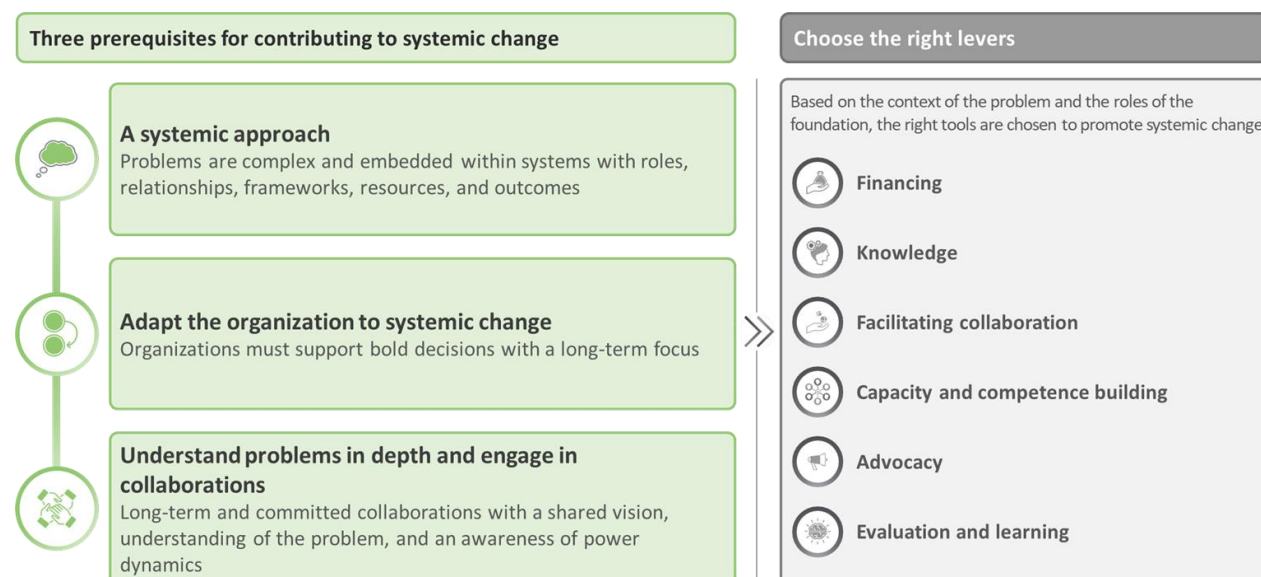 Three prerequisites for contributing to systemic change
A systemic approach
Problems are complex and embedded within systems with roles,
relationships, frameworks, resources, and outcomes
Adapt the organization to systemic change
Organizations must support bold decisions with a long-term focus
Understand problems in depth and engage in
collaborations
Long-term and committed collaborations with a shared vision,
understanding of the problem, and an awareness of power
dynamics
Choose the right levers
Based on the context of the problem and the roles of the
foundation, the right tools are chosen to promote systemic change
Financing
Knowledge
Facilitating collaboration
Capacity and competence building
Advocacy
Evaluation and learning